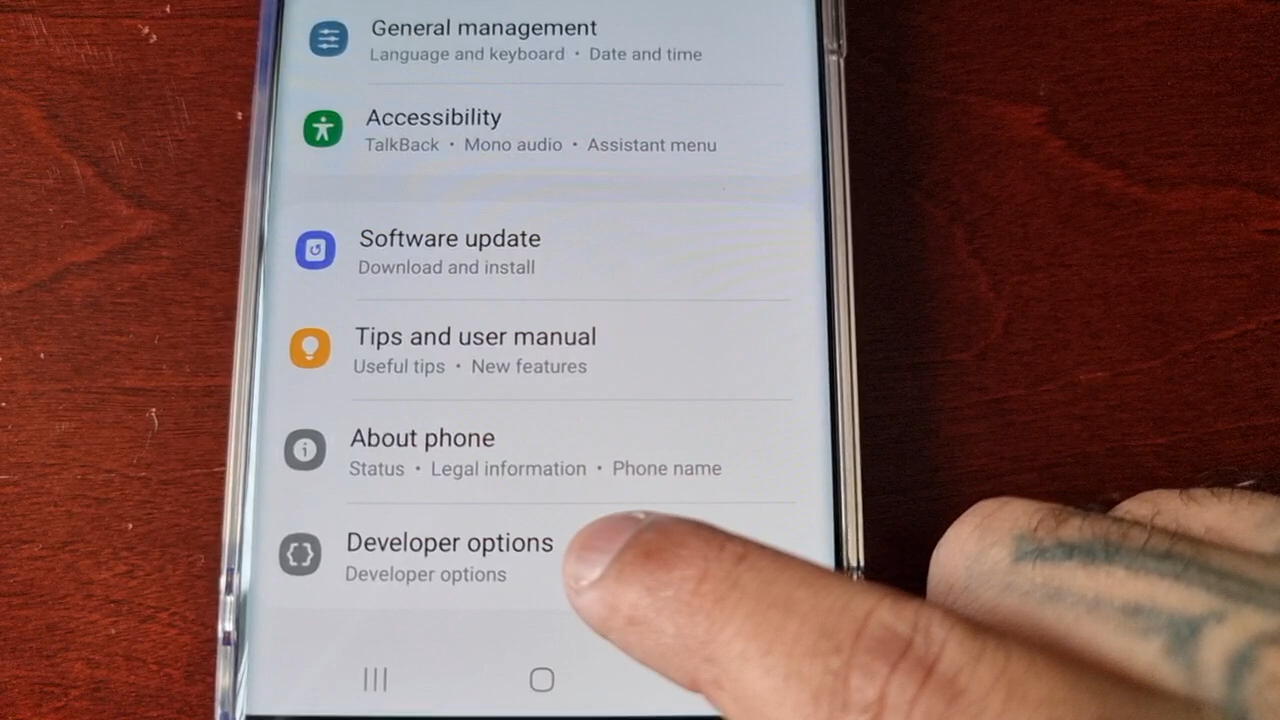 General management
Language and keyboard • Date and time
Accessibility
TalkBack • Mono audio • Assistant menu
Software update
Download and install
Tips and user manual
Useful tips • New features
About phone
Status • Legal information • Phone name
Developer options
Developer options